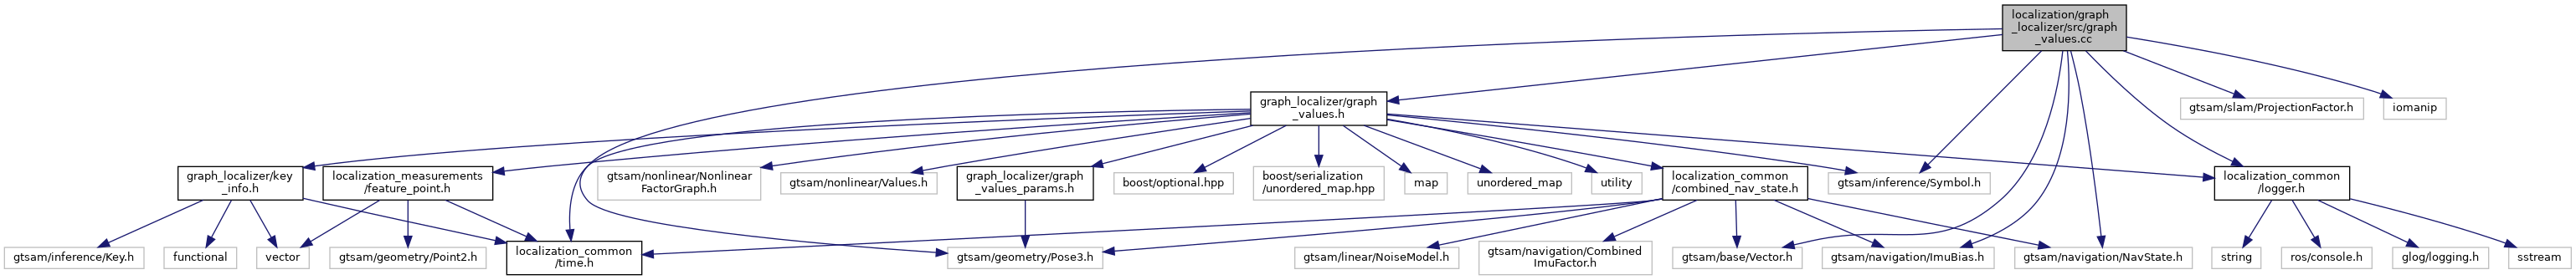 localization/graph
_localizer/src/graph
_values.cc
graph_localizer/graph
_values.h
gtsam/slam/ProjectionFactor.h
iomanip
graph_localizer/key
_info.h
localization_measurements
/feature_point.h
gtsam/nonlinear/Nonlinear
FactorGraph.h
gtsam/nonlinear/Values.h
graph_localizer/graph
_values_params.h
boost/optional.hpp
boost/serialization
/unordered_map.hpp
map
unordered_map
utility
localization_common
/combined_nav_state.h
gtsam/inference/Symbol.h
localization_common
/logger.h
gtsam/inference/Key.h
functional
vector
gtsam/geometry/Point2.h
localization_common
/time.h
gtsam/geometry/Pose3.h
gtsam/linear/NoiseModel.h
gtsam/navigation/Combined
ImuFactor.h
gtsam/base/Vector.h
gtsam/navigation/ImuBias.h
gtsam/navigation/NavState.h
string
ros/console.h
glog/logging.h
sstream